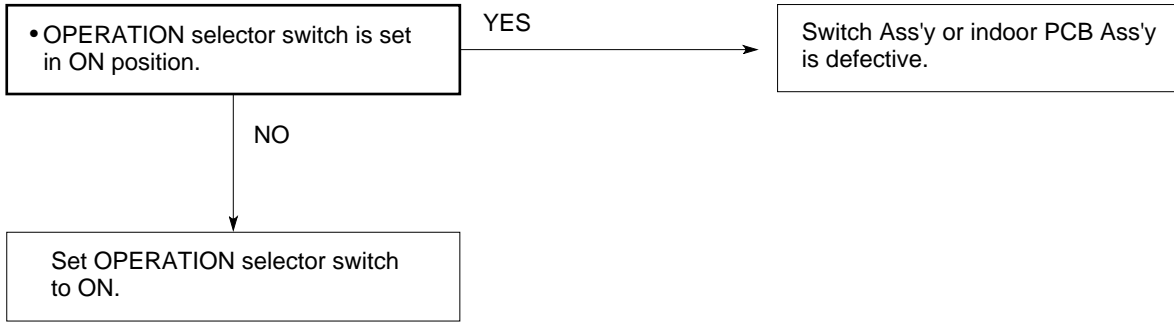 • OPERATION selector switch is set
in ON position.
YES
Switch Ass'y or indoor PCB Ass'y
is defective.
NO
Set OPERATION selector switch
to ON.